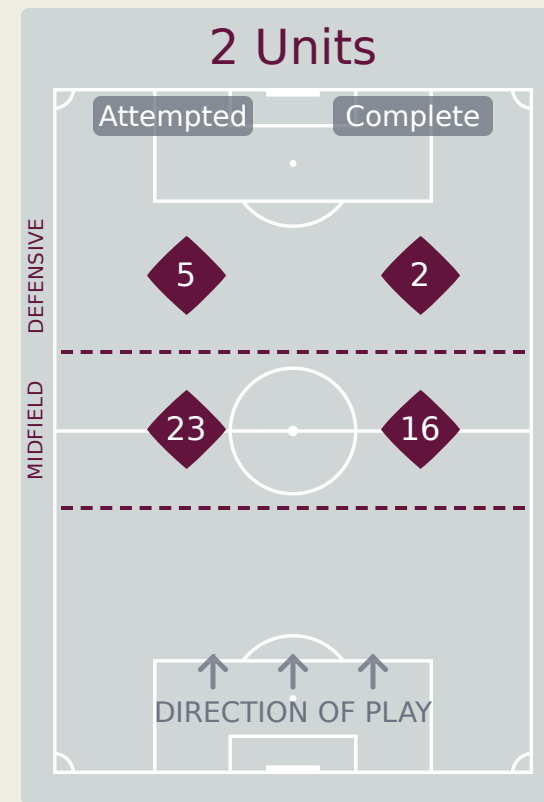 2 Units
Attempted Complete
DEFENSIVE
5 2
MIDFIELD
23 16
DIRECTION OF PLAY